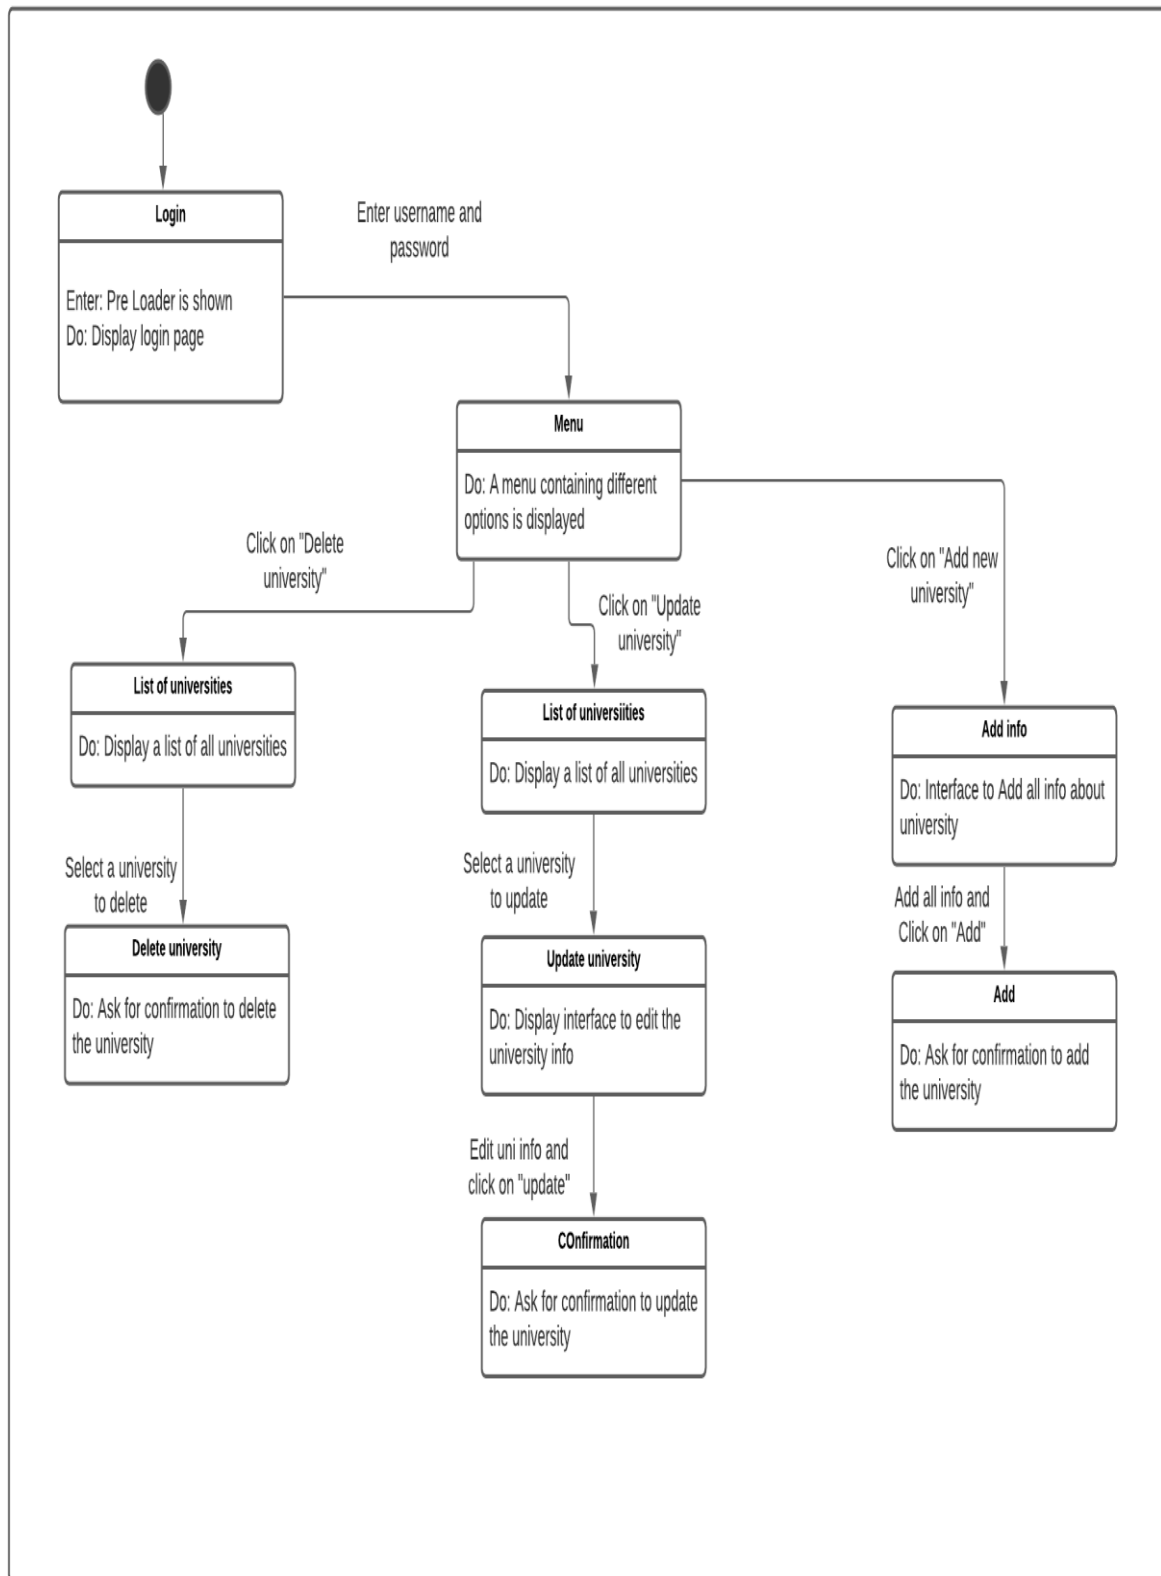 Login
Enter: Pre Loader is shown
Do: Display login page
Enter username and
password
Menu
Do: A menu containing different
options is displayed
Click on "Delete
university"
Click on "Update
university"
Click on "Add new
university"
List of universities
Do: Display a list of all universities
List of universiities
Do: Display a list of all universities
Add info
Do: Interface to Add all info about
university
Select a university
to delete
Select a university
to update
Add all info and
Click on "Add"
Delete university
Do: Ask for confirmation to delete
the university
Update university
Do: Display interface to edit the
university info
Add
Do: Ask for confirmation to add
the university
Edit uni info and
click on "update"
COnfirmation
Do: Ask for confirmation to update
the university